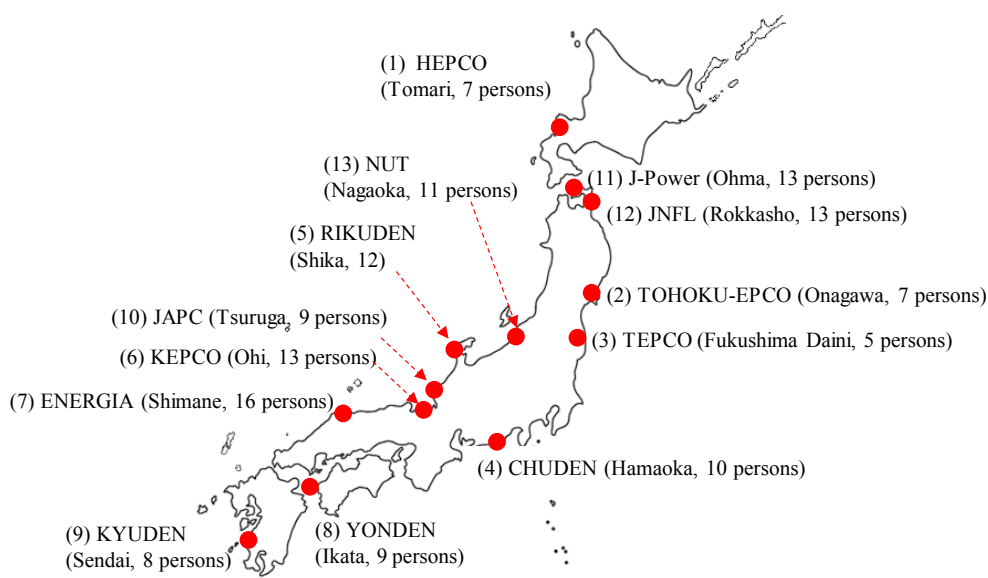 (1) HEPCO
(Tomari, 7 persons)
(13) NUT
(Nagaoka, 11 persons)
(11) J-Power (Ohma, 13 persons)
(12) JNFL (Rokkasho, 13 persons)
(5) RIKUDEN
(Shika, 12)
(2) TOHOKU-EPCO (Onagawa, 7 persons)
(10) JAPC (Tsuruga, 9 persons)
(3) TEPCO (Fukushima Daini, 5 persons)
(6) KEPCO (Ohi, 13 persons)
(7) ENERGIA (Shimane, 16 persons)
(4) CHUDEN (Hamaoka, 10 persons)
(9) KYUDEN
(Sendai, 8 persons)
(8) YONDEN
(Ikata, 9 persons)